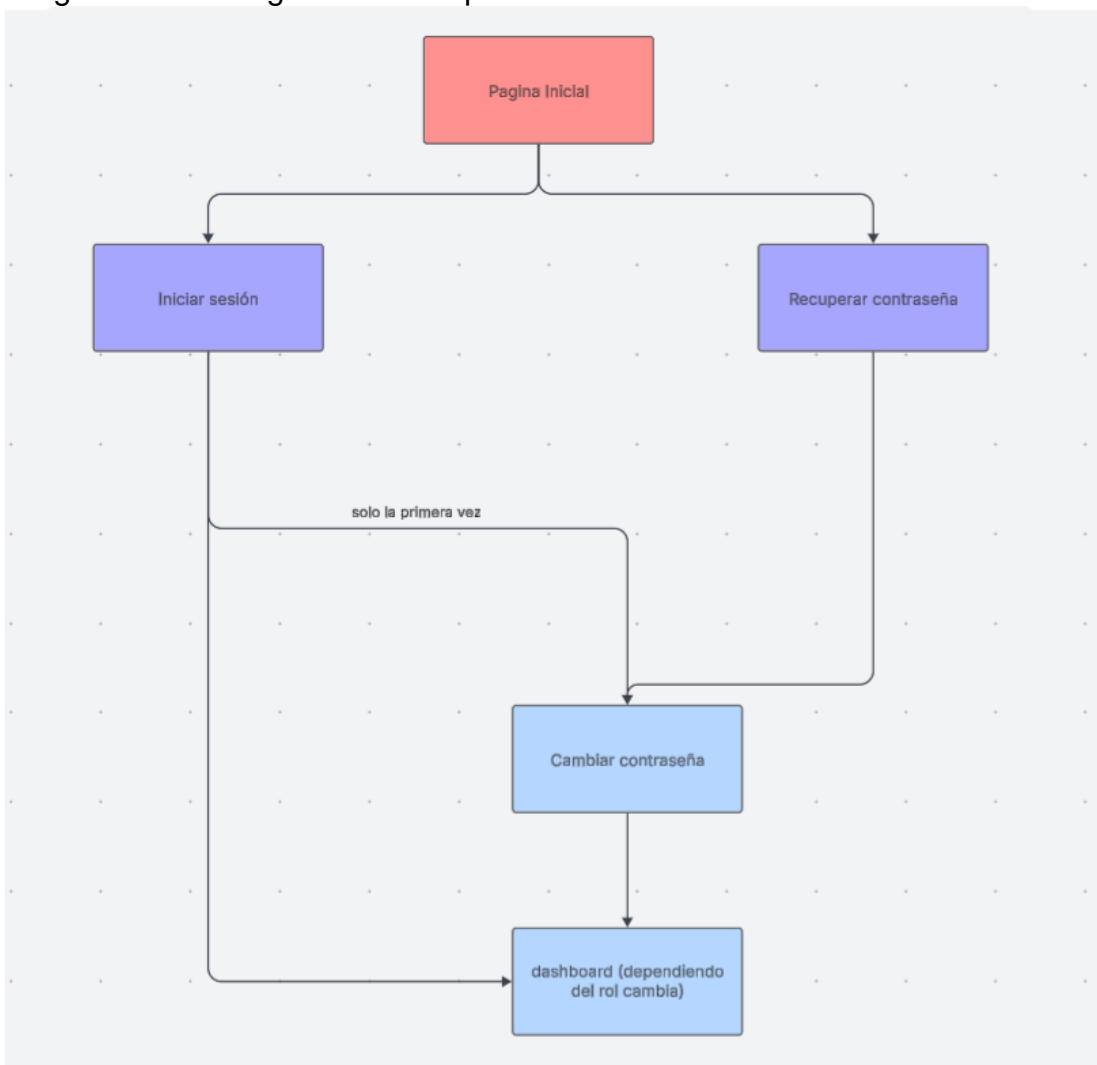 Pagina Inicial
Iniciar sesión
Recuperar contraseña
solo la primera vez
Cambiar contraseña
dashboard (dependiendo
del rol cambia)